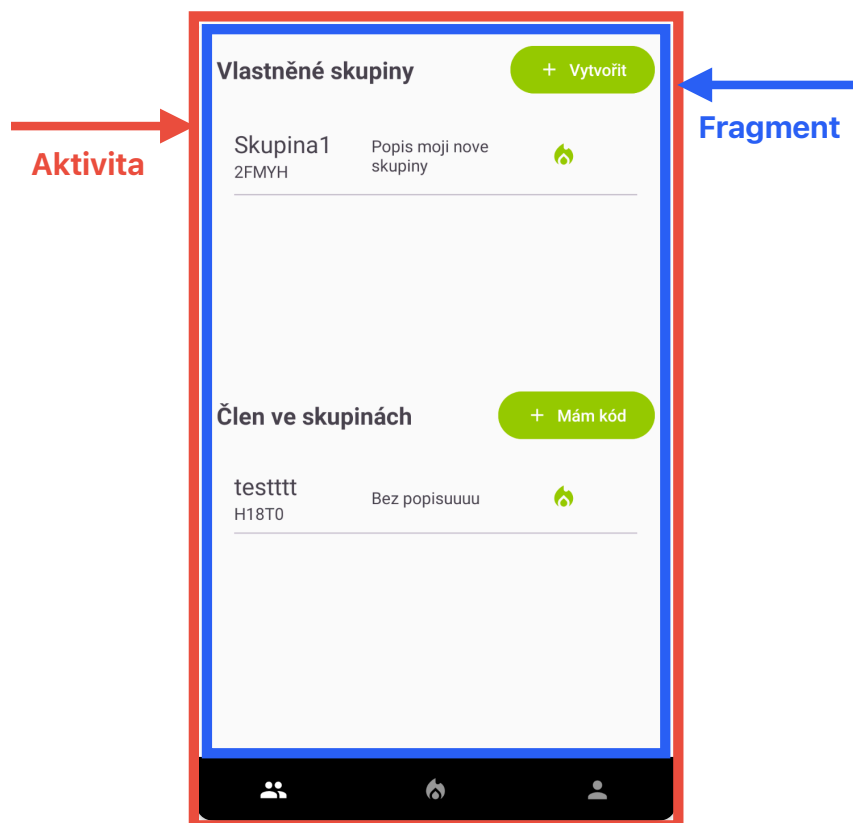 Vlastněné skupiny
+ Vytvořit
Fragment
Aktivita
Skupina1
2FMYH
Popis moji nove
skupiny
Člen ve skupinách
+ Mám kód
testttt
H18T0
Bez popisuuuu